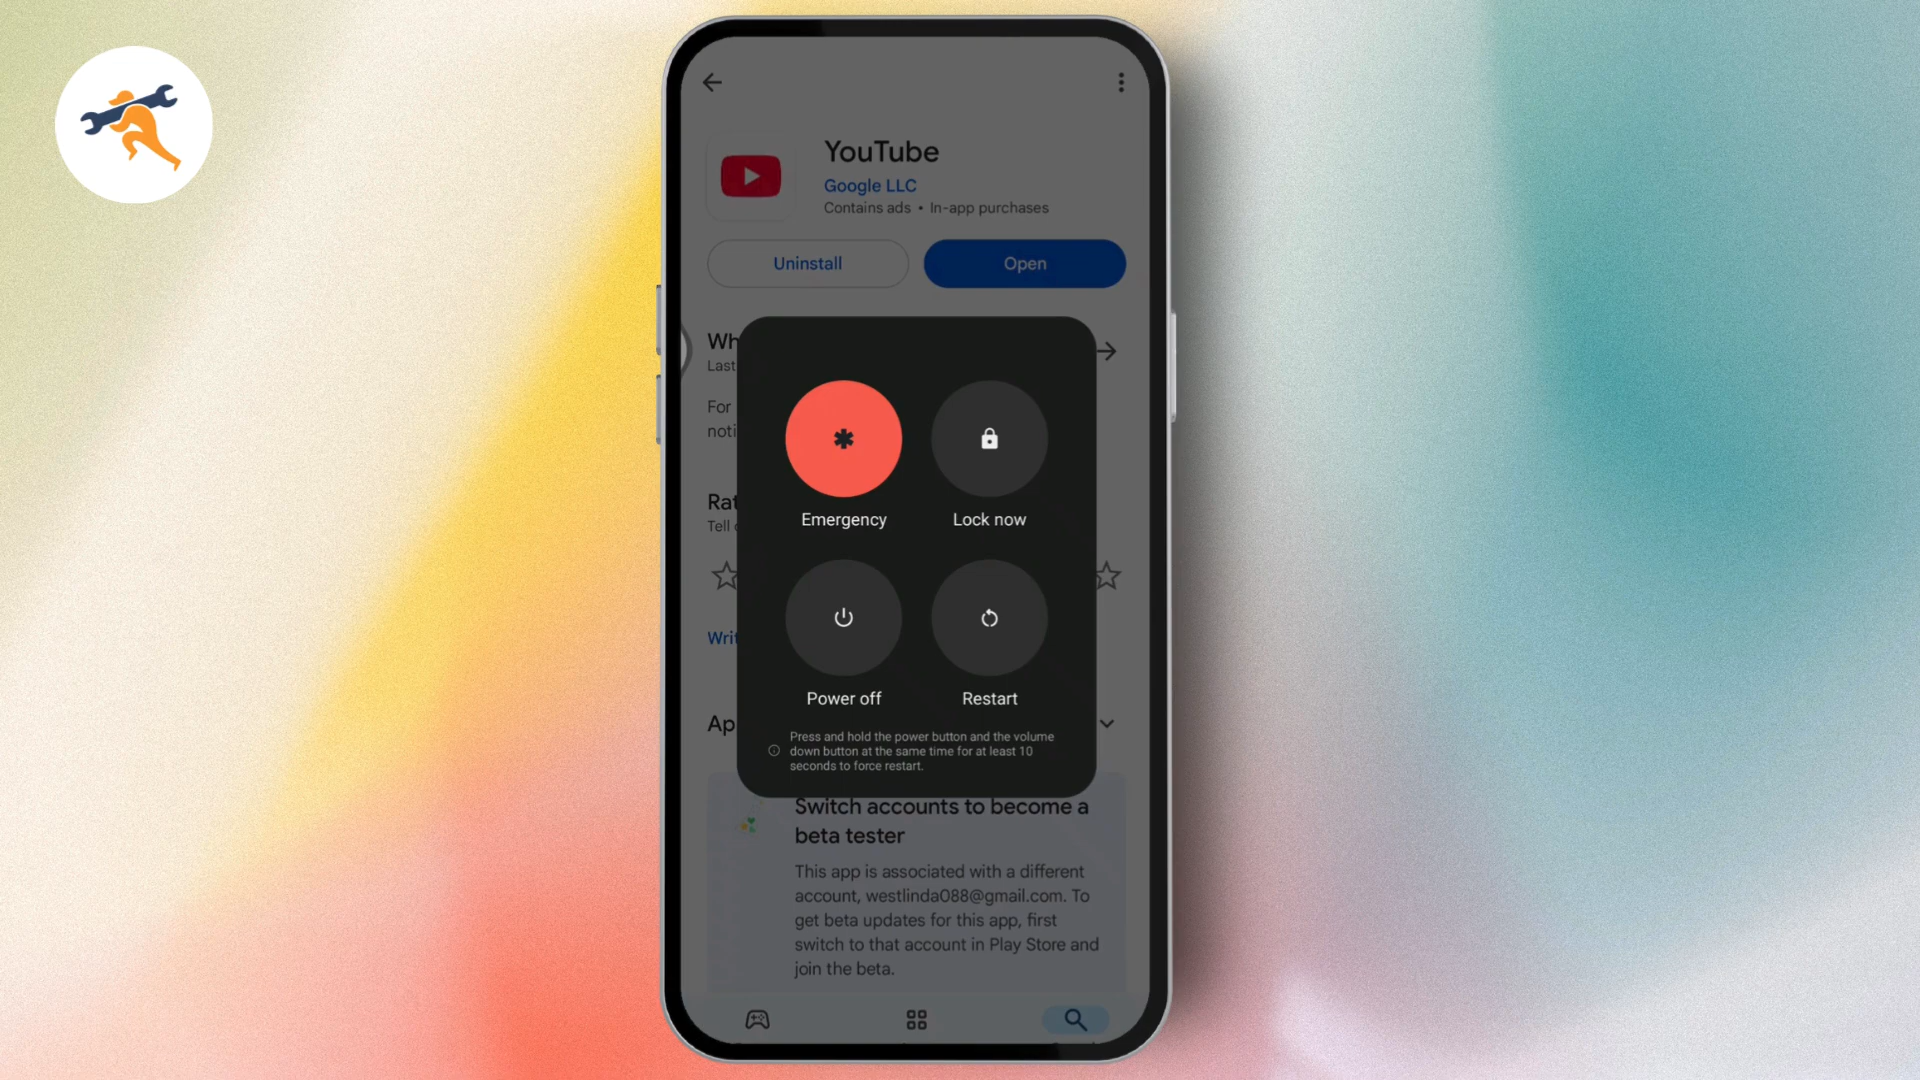 YouTube
Google LLC
Contains ads • In-app purchases
Uninstall
Open
Wh
Last
For
noti
Emergency
Lock now
Rat
Tell
Power off
Restart
Writ
Ap
Press and hold the power button and the volume
down button at the same time for at least 10
seconds to force restart.
Switch accounts to become a
beta tester
This app is associated with a different
account, westlinda088@gmail.com. To
get beta updates for this app, first
switch to that account in Play Store and
join the beta.